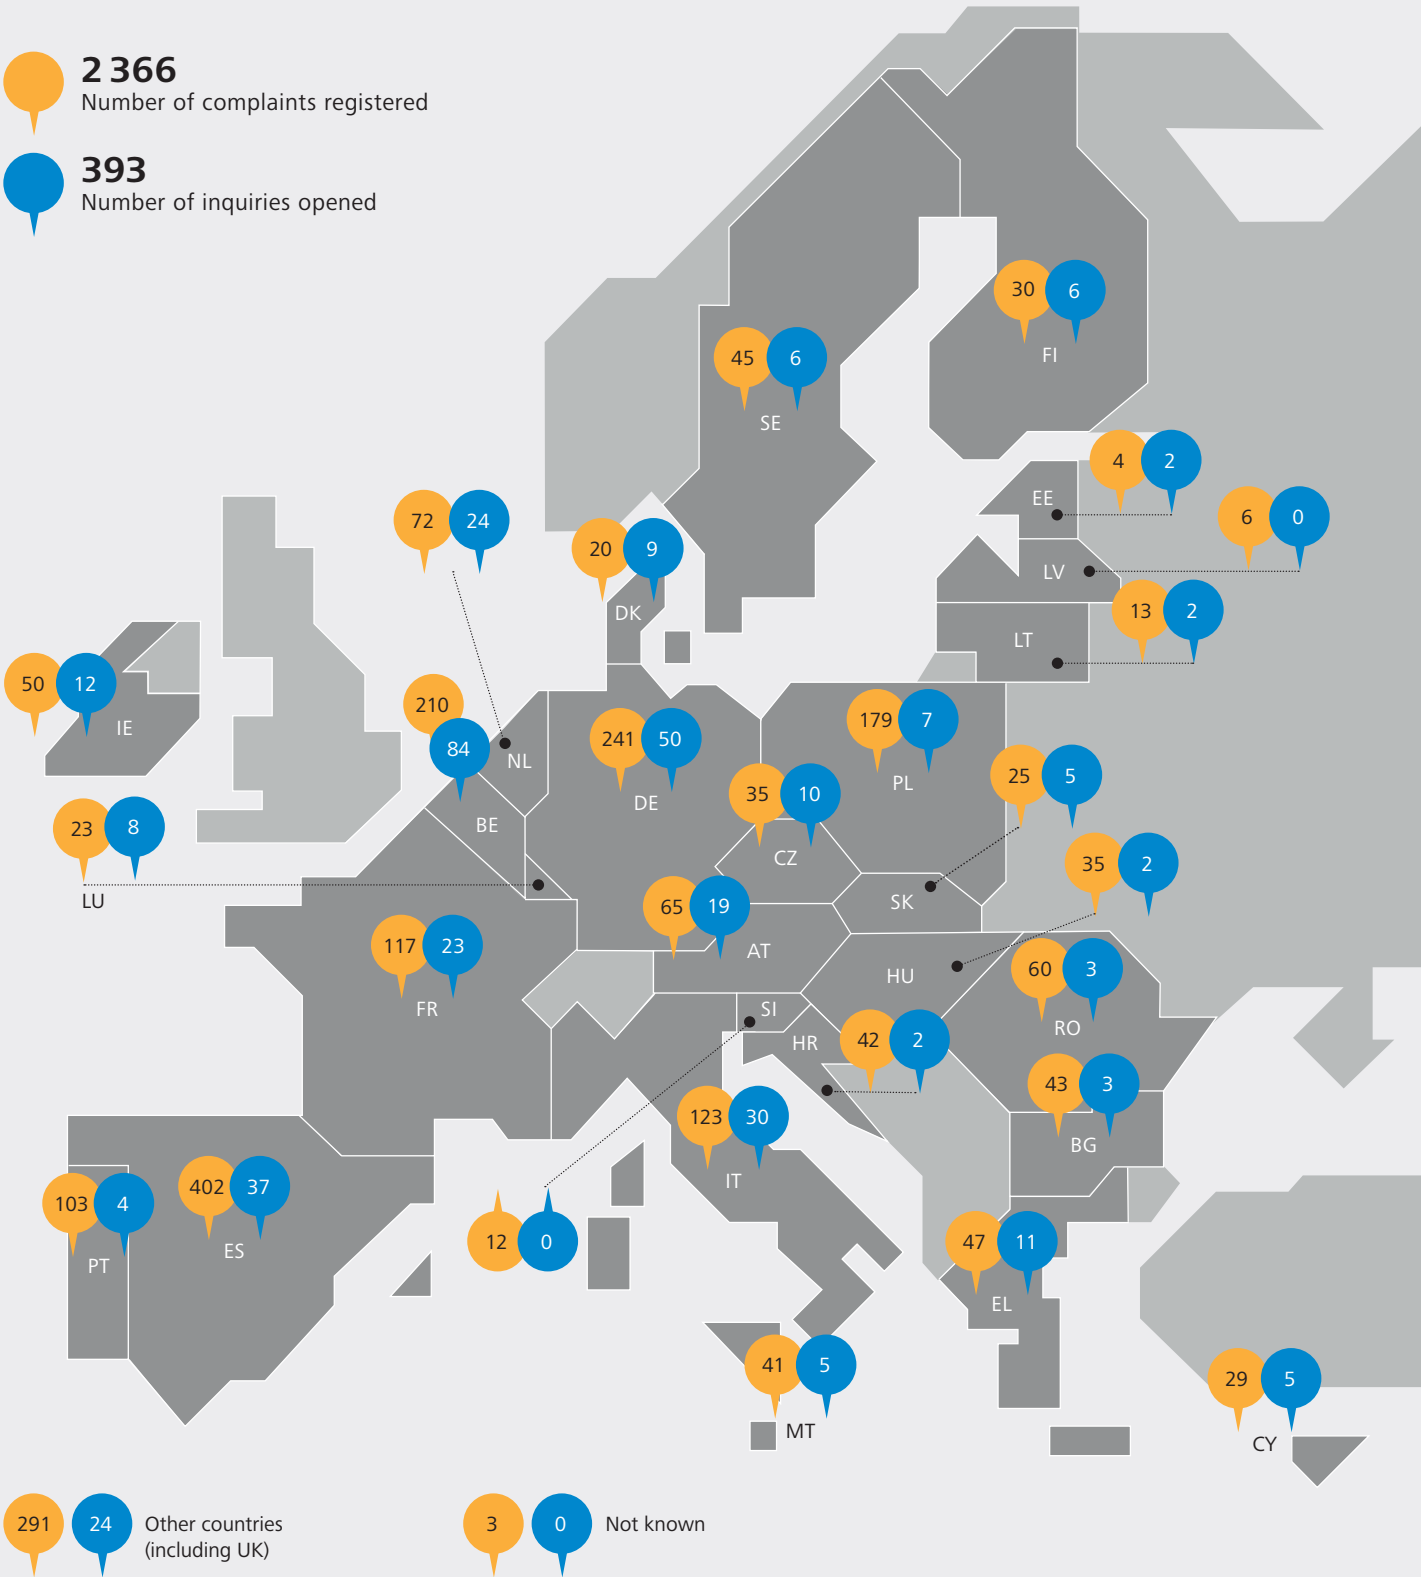 2 366
Number of complaints registered
393
Number of inquiries opened
30 6
FI
45 6
SE
4 2
EE
72 24
6 0
20 9
LV
DK
13 2
LT
50 12
IE
210
84
NL
241 50
DE
179 7
PL
25 5
35 10
CZ
23 8
LU
BE
35 2
65 19
AT
SK
117 23
FR
HU
60 3
RO
SI
HR
42 2
43 3
BG
123 30
IT
103 4
PT
402 37
ES
12 0
47 11
EL
41 5
MT
29 5
CY
291 24 Other countries
(including UK)
3 0 Not known